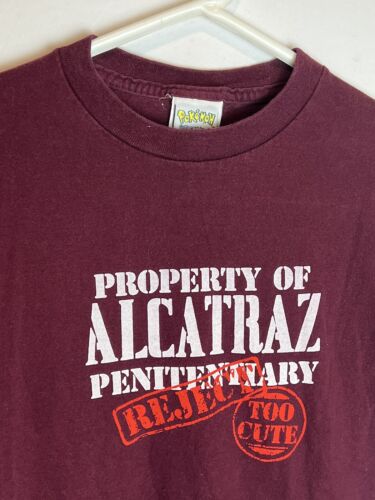 POKéMON
PROPERTY OF
ALCATRAZ
PENITENTIARY
REJECT
TOO
CUTE